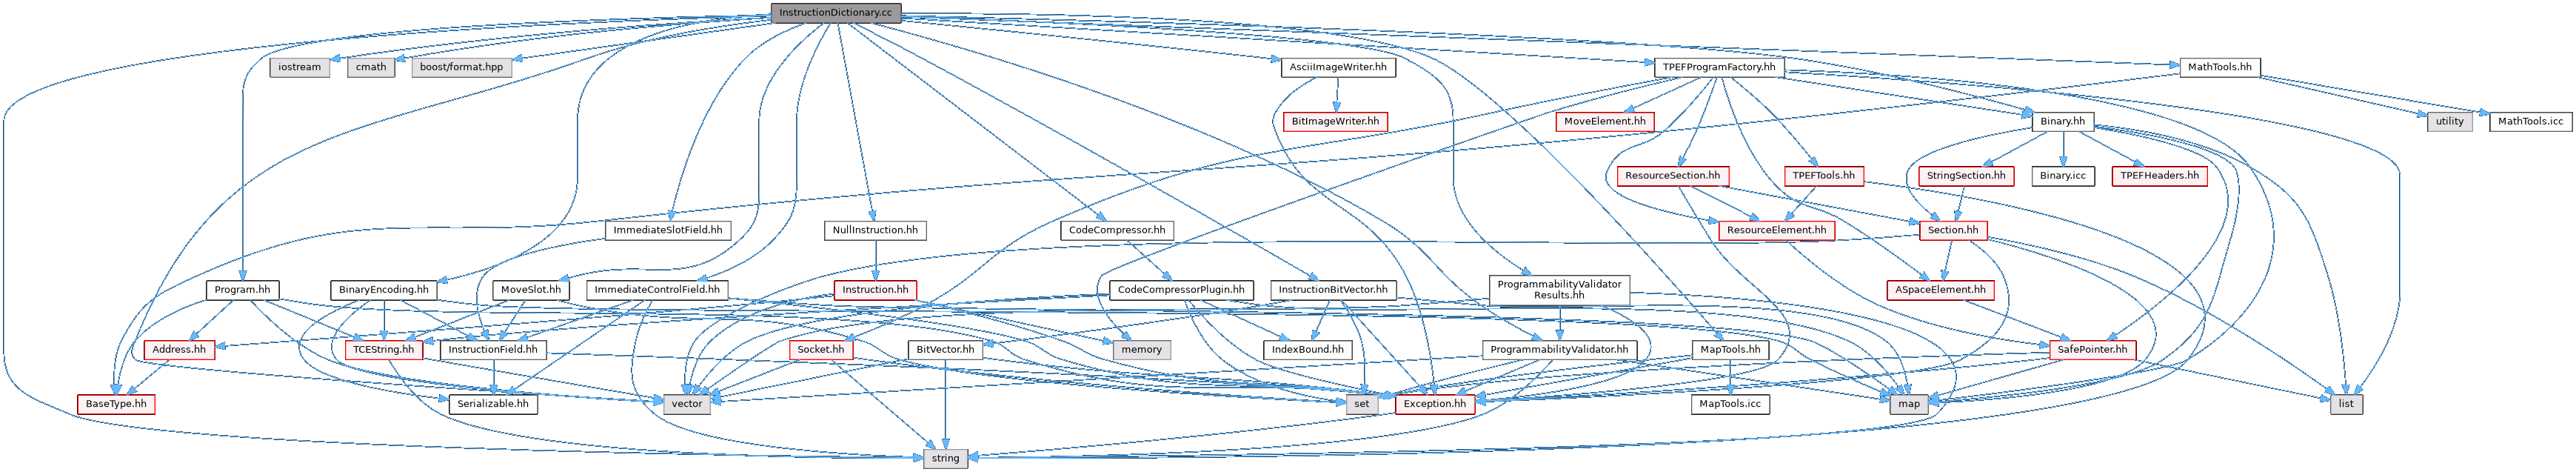 InstructionDictionary.cc
iostream
cmath
boost/format.hpp
AsciiImageWriter.hh
TPEFProgramFactory.hh
MathTools.hh
BitImageWriter.hh
MoveElement.hh
Binary.hh
utility
MathTools.icc
ResourceSection.hh
TPEFTools.hh
StringSection.hh
Binary.icc
TPEFHeaders.hh
ImmediateSlotField.hh
NullInstruction.hh
CodeCompressor.hh
ResourceElement.hh
Section.hh
Program.hh
BinaryEncoding.hh
MoveSlot.hh
ImmediateControlField.hh
Instruction.hh
CodeCompressorPlugin.hh
InstructionBitVector.hh
ProgrammabilityValidator
Results.hh
ASpaceElement.hh
Address.hh
TCEString.hh
InstructionField.hh
Socket.hh
BitVector.hh
memory
IndexBound.hh
ProgrammabilityValidator.hh
MapTools.hh
SafePointer.hh
BaseType.hh
Serializable.hh
vector
set
Exception.hh
MapTools.icc
map
list
string